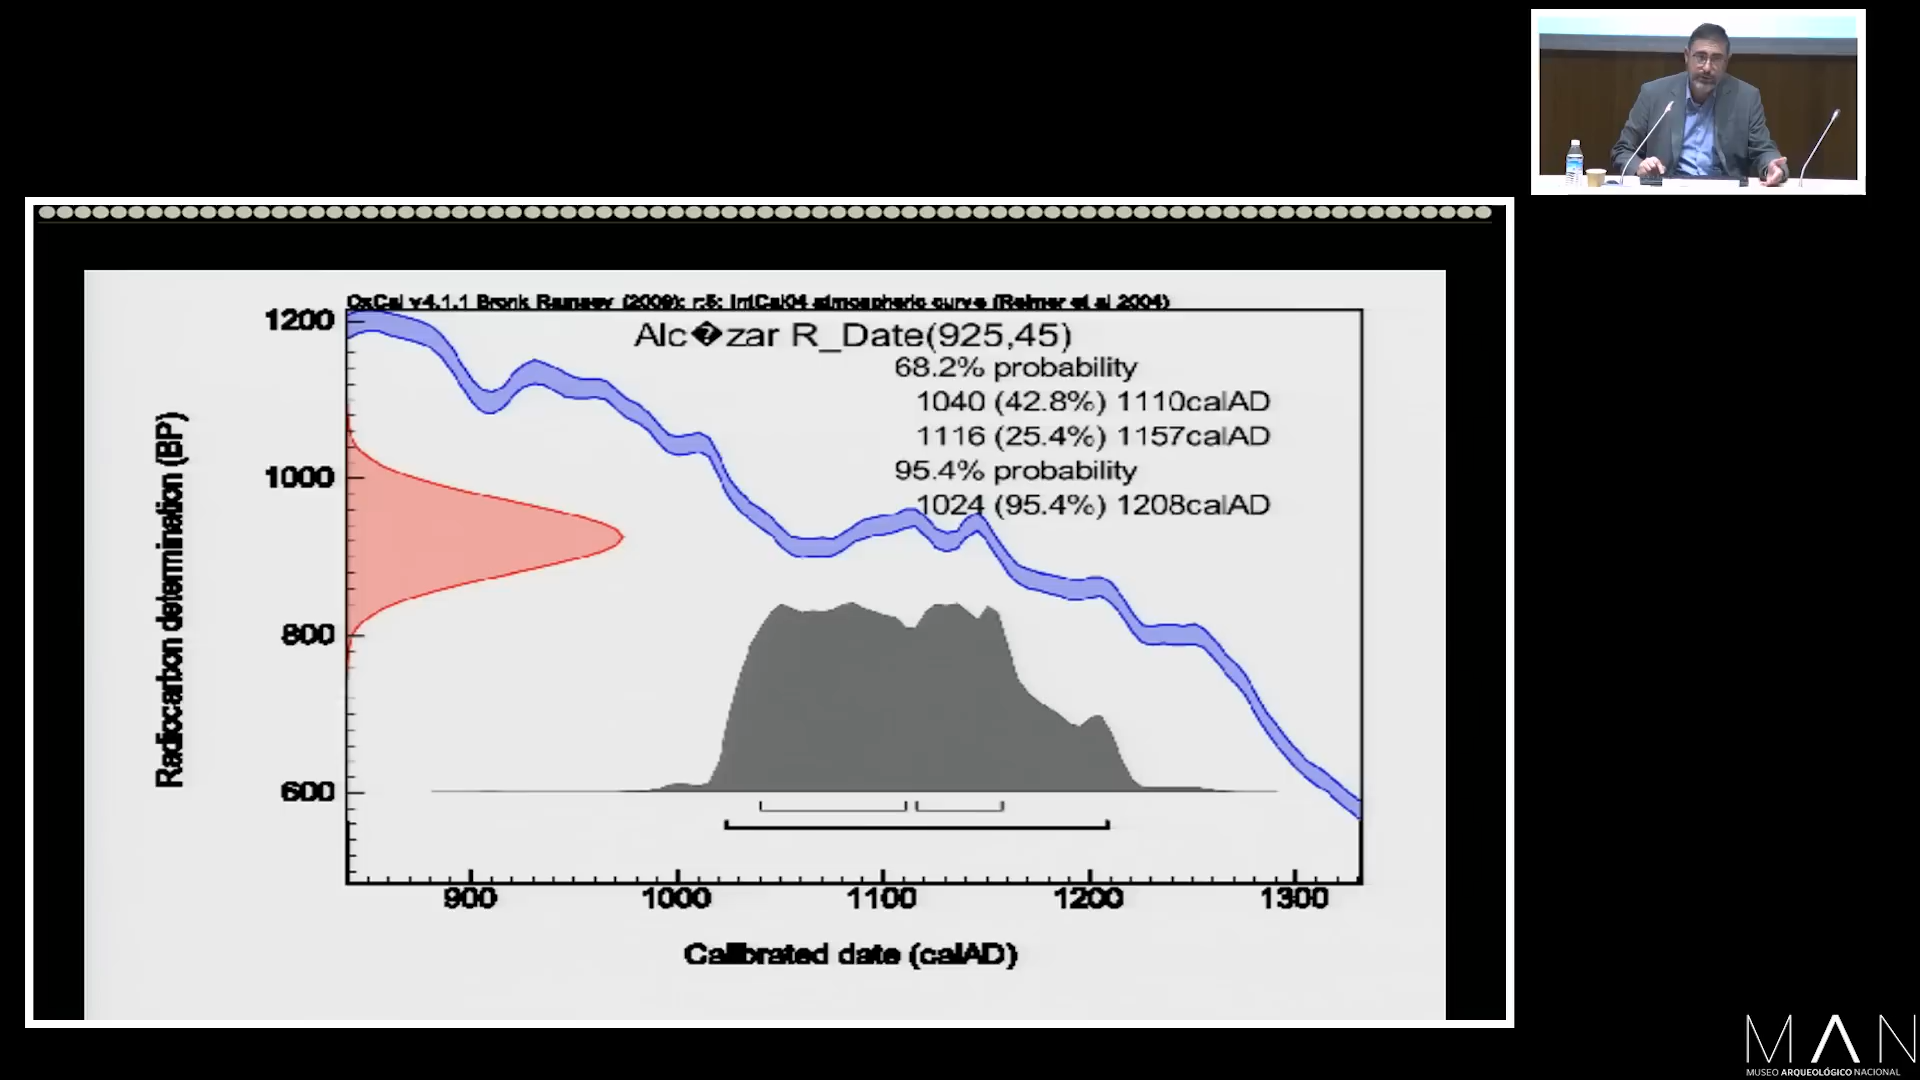 OxCal v4.1.1 Bronk Ramsey (2009); r:5; IntCal04 atmospheric curve (Reimer et al 2004)
Alc�zar R_Date(925,45)
68.2% probability
1040 (42.8%) 1110calAD
1116 (25.4%) 1157calAD
95.4% probability
1024 (95.4%) 1208calAD
Radiocarbon determination (BP)
1200
1000
800
600
900 1000 1100 1200 1300
Calibrated date (calAD)
MAN
MUSEO ARQUEOLÓGICO NACIONAL